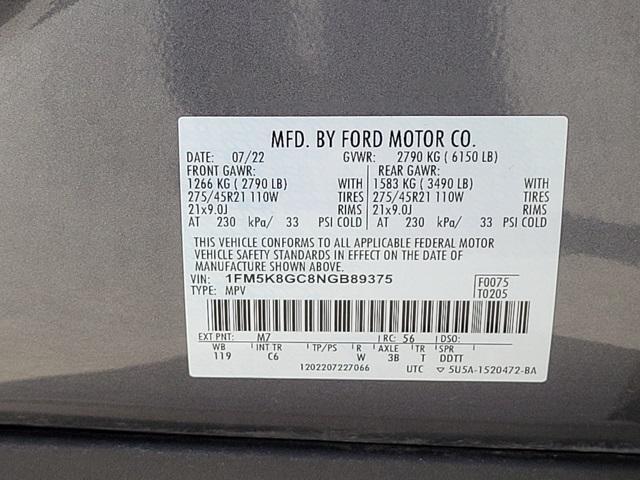 MFD. BY FORD MOTOR CO.
DATE: 07/22 GVWR: 2790 KG ( 6150 LB)
FRONT GAWR: REAR GAWR:
1266 KG ( 2790 LB) WITH 1583 KG ( 3490 LB) WITH
275/45R21 110W TIRES 275/45R21 110W TIRES
21x9.0J RIMS 21x9.0J RIMS
AT 230 kPa/ 33 PSI COLD AT 230 kPa/ 33 PSI COLD
THIS VEHICLE CONFORMS TO ALL APPLICABLE FEDERAL MOTOR
VEHICLE SAFETY STANDARDS IN EFFECT ON THE DATE OF
MANUFACTURE SHOWN ABOVE.
VIN: 1FM5K8GC8NGB89375 F0075
TYPE: MPV T0205
EXT PNT: M7 RC: 56 DSO:
WB INT TR TP/PS R AXLE TR SPR
119 C6 W 3B T DDTT
1202207227066 UTC ▽ 5U5A-1520472-BA